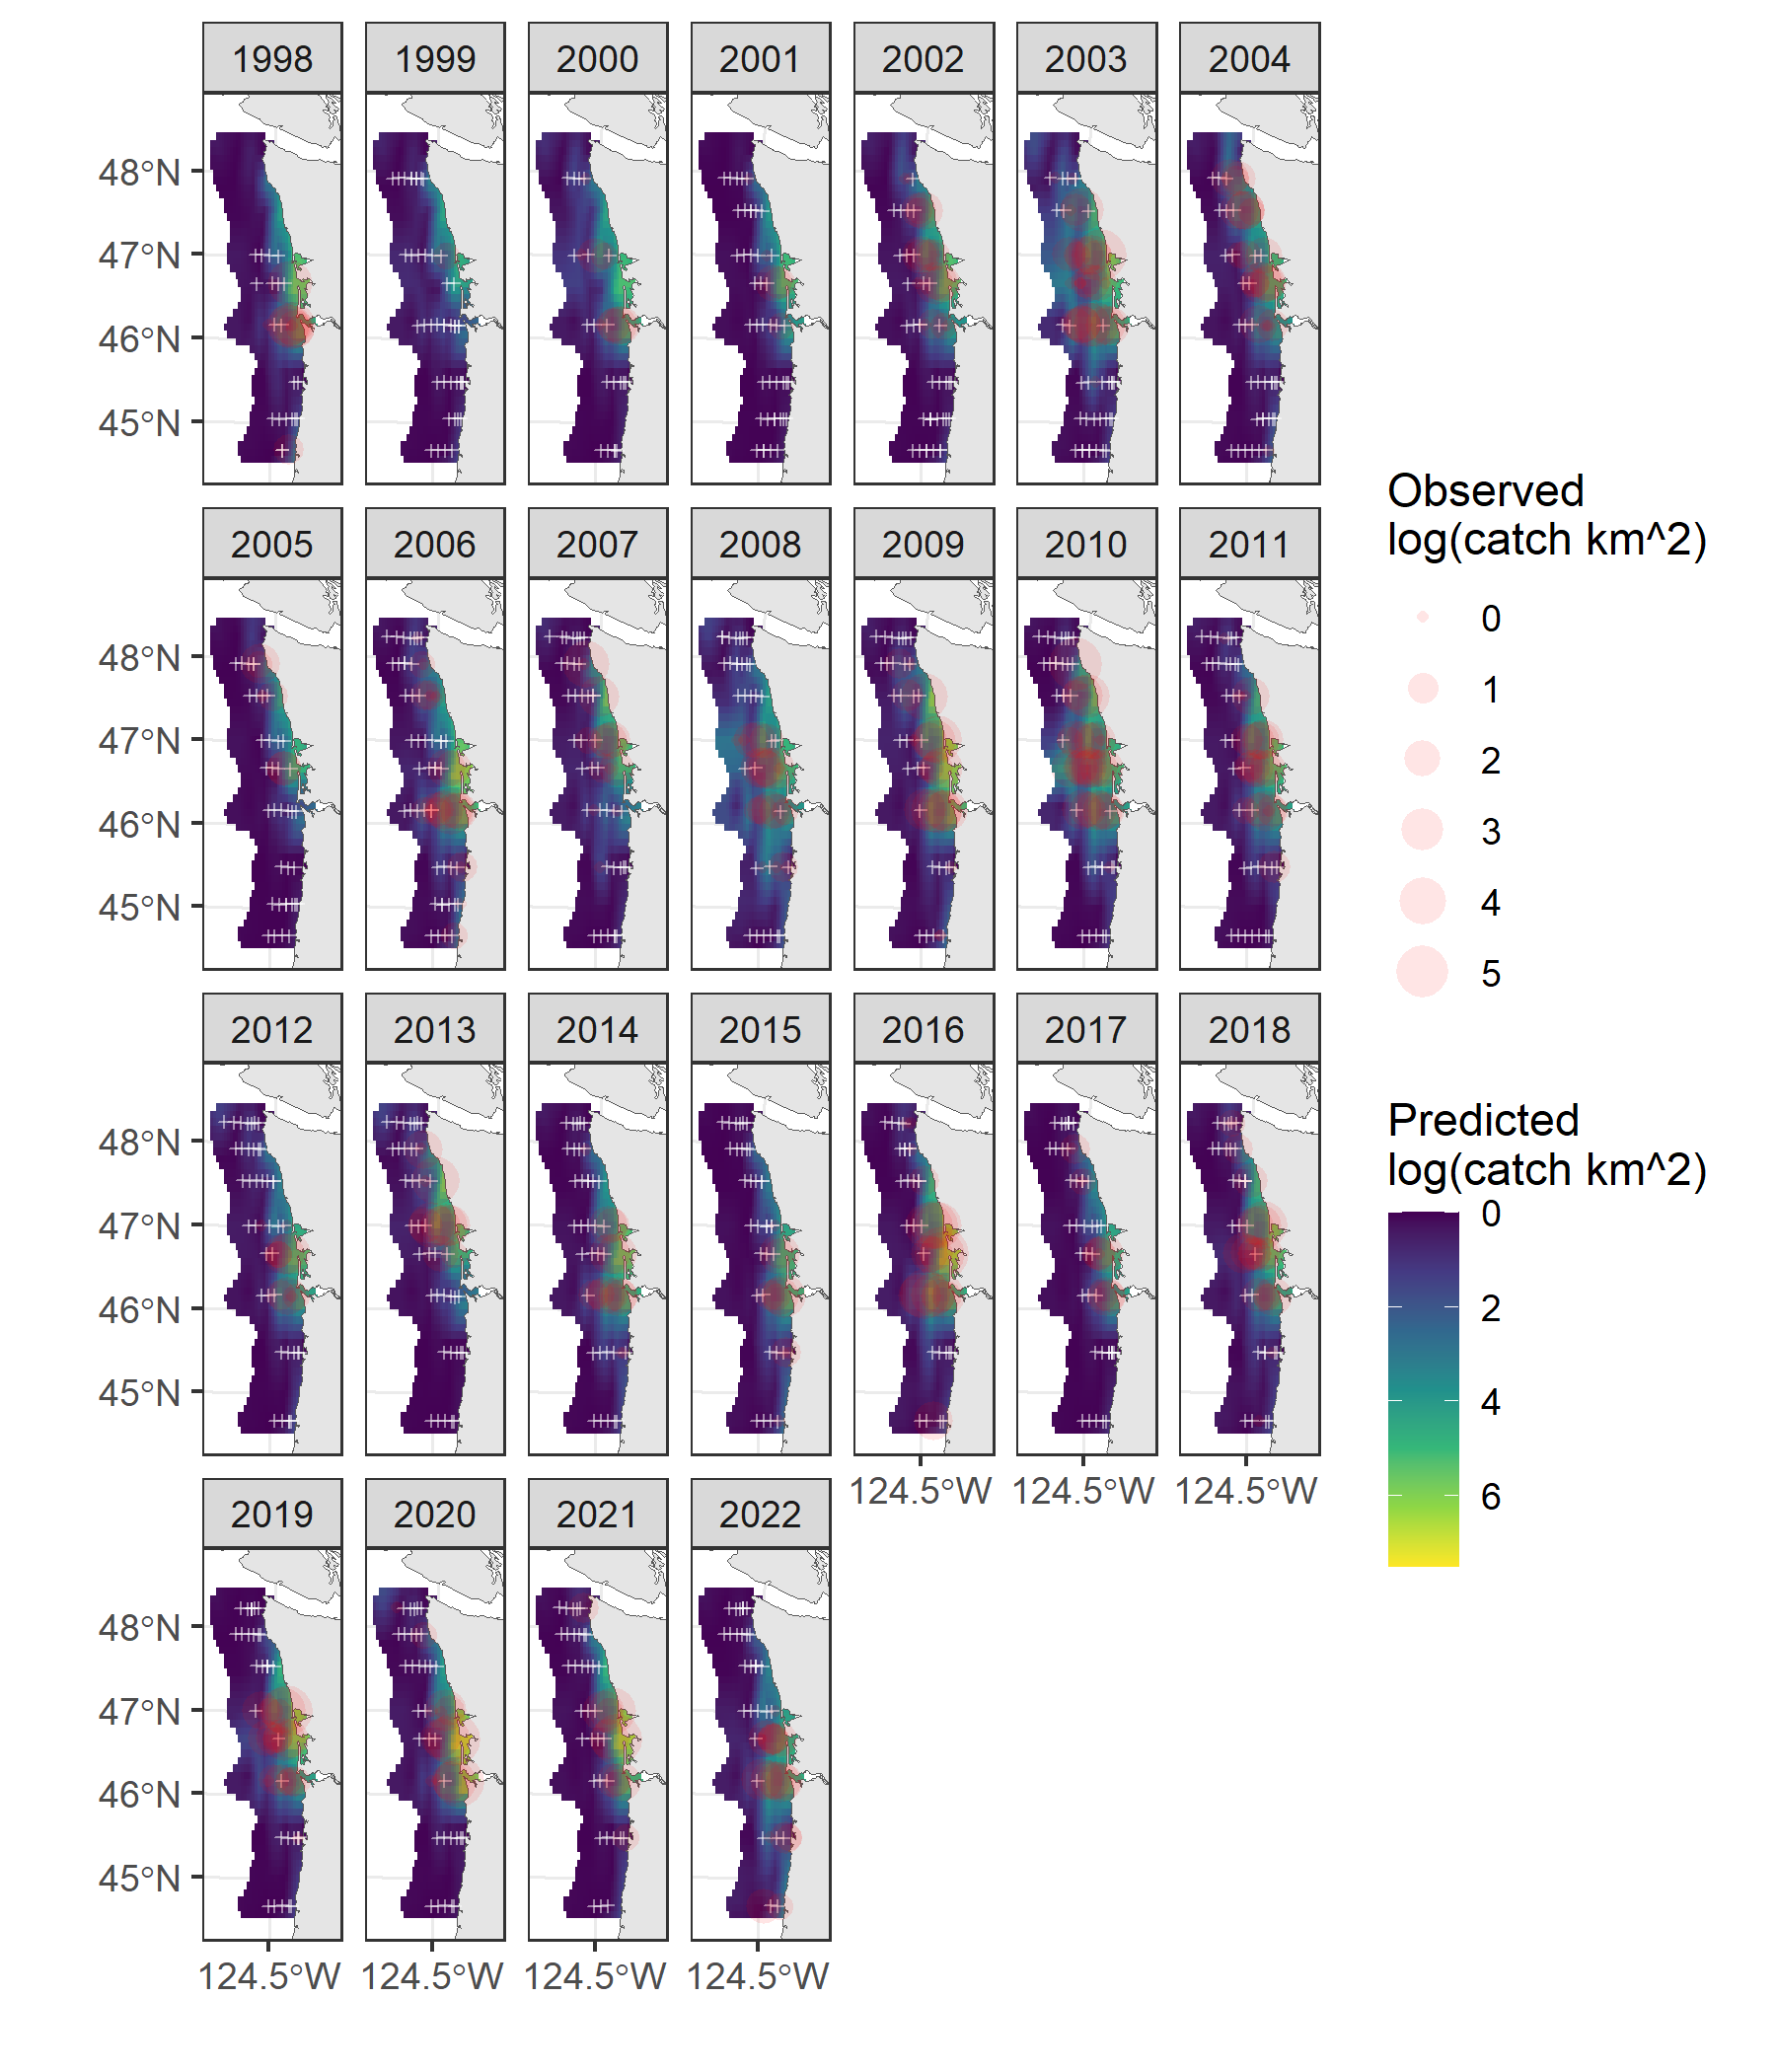 1998 1999 2000 2001 2002 2003 2004
48°N
47°N
46°N
45°N
2005 2006 2007 2008 2009 2010 2011
48°N
47°N
46°N
45°N
2012 2013 2014 2015 2016 2017 2018
48°N
47°N
46°N
45°N
124.5°W 124.5°W 124.5°W
2019 2020 2021 2022
48°N
47°N
46°N
45°N
124.5°W 124.5°W 124.5°W 124.5°W
Observed
log(catch km^2)
0
1
2
3
4
5
Predicted
log(catch km^2)
0
2
4
6